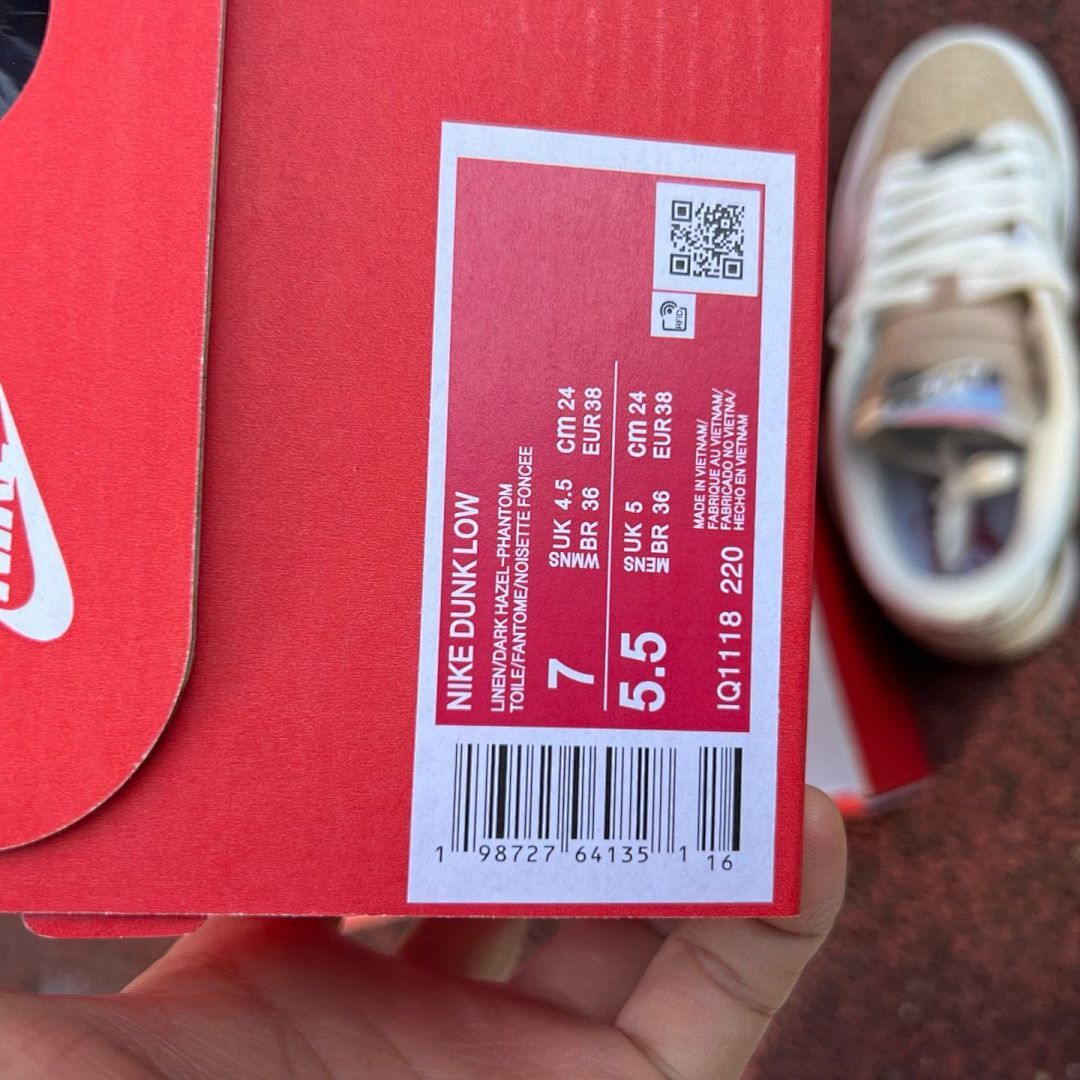 NIKE DUNK LOW
LINEN/DARK HAZEL-PHANTOM
TOILE/FANTOME/NOISETTE FONCEE
7 WMNS UK 4.5 cm 24
BR 36 EUR 38
5.5 MENS UK 5 cm 24
MENS BR 36 EUR 38
IQ1118 220
MADE IN VIETNAM/
FABRIQUE AU VIETNAM/
FABRICADO NO VIETNA/
HECHO EN VIETNAM
RFID
1 98727 64135 1 16